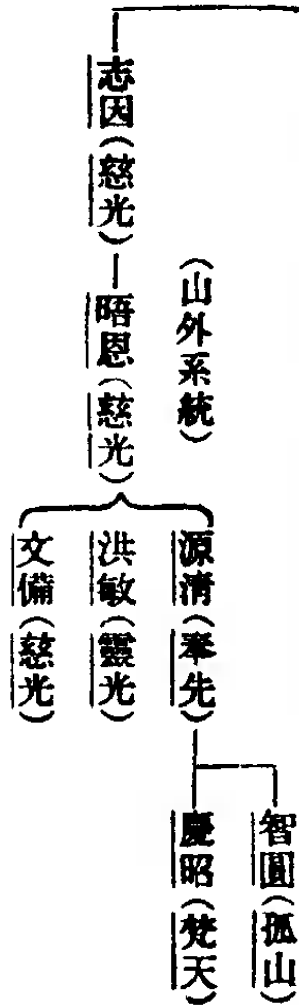 (山外系統)
志因(慈光)
晤恩(慈光)
源清(奉先)
洪敏(靈光)
文備(慈光)
智圓(孤山)
慶昭(梵天)